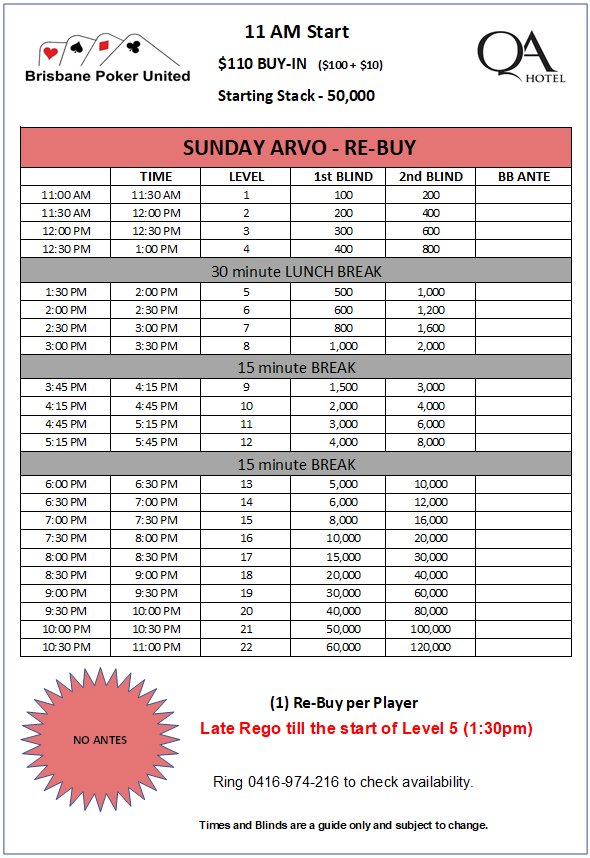 11 AM Start
Brisbane Poker United
$110 BUY-IN ($100 + $10)
QA
HOTEL
Starting Stack - 50,000
SUNDAY ARVO - RE-BUY
TIME LEVEL 1st BLIND 2nd BLIND BB ANTE
11:00 AM 11:30 AM 1 100 200
11:30 AM 12:00 PM 2 200 400
12:00 PM 12:30 PM 3 300 600
12:30 PM 1:00 PM 4 400 800
30 minute LUNCH BREAK
1:30 PM 2:00 PM 5 500 1,000
2:00 PM 2:30 PM 6 600 1,200
2:30 PM 3:00 PM 7 800 1,600
3:00 PM 3:30 PM 8 1,000 2,000
15 minute BREAK
3:45 PM 4:15 PM 9 1,500 3,000
4:15 PM 4:45 PM 10 2,000 4,000
4:45 PM 5:15 PM 11 3,000 6,000
5:15 PM 5:45 PM 12 4,000 8,000
15 minute BREAK
6:00 PM 6:30 PM 13 5,000 10,000
6:30 PM 7:00 PM 14 6,000 12,000
7:00 PM 7:30 PM 15 8,000 16,000
7:30 PM 8:00 PM 16 10,000 20,000
8:00 PM 8:30 PM 17 15,000 30,000
8:30 PM 9:00 PM 18 20,000 40,000
9:00 PM 9:30 PM 19 30,000 60,000
9:30 PM 10:00 PM 20 40,000 80,000
10:00 PM 10:30 PM 21 50,000 100,000
10:30 PM 11:00 PM 22 60,000 120,000
(1) Re-Buy per Player
Late Rego till the start of Level 5 (1:30pm)
NO ANTES
Ring 0416-974-216 to check availability.
Times and Blinds are a guide only and subject to change.